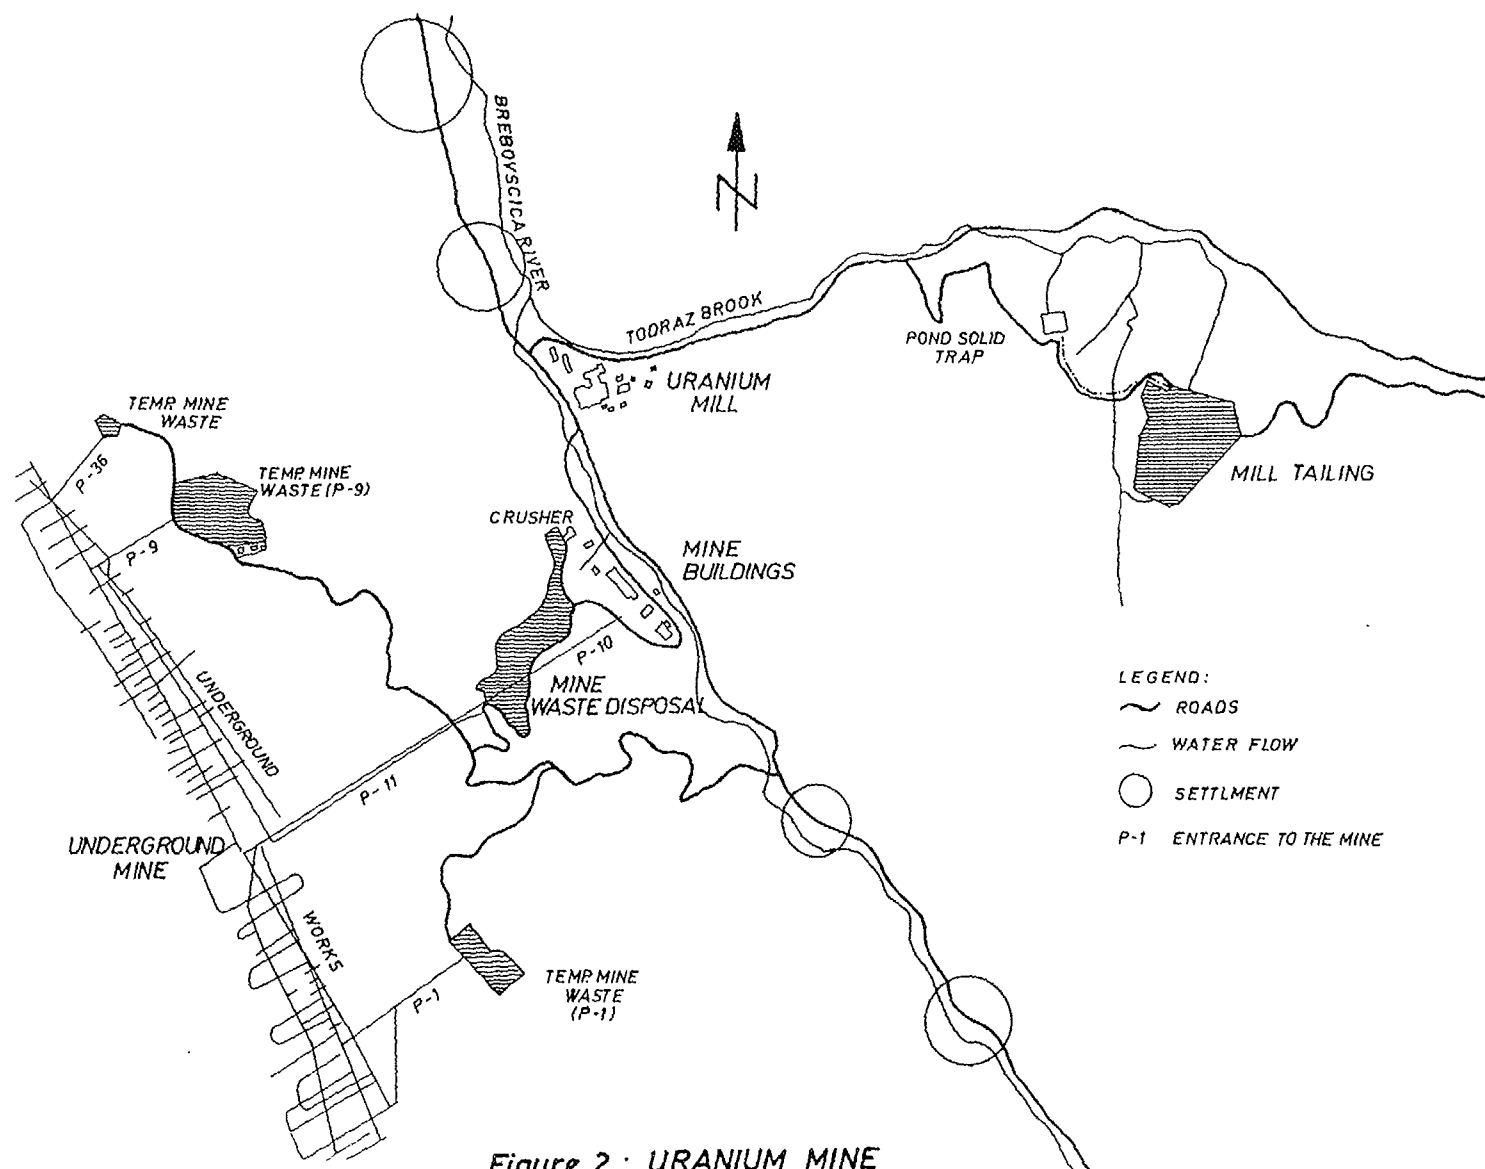 BREBOVSCICA RIVER
N
TODRAZ BROOK
POND SOLID
TRAP
URANIUM
MILL
TEMP. MINE
WASTE
P-36
TEMP. MINE
WASTE (P-9)
P-9
MILL TAILING
CRUSHER
MINE
BUILDINGS
P-10
MINE
WASTE DISPOSAL
UNDERGROUND
P-11
UNDERGROUND
MINE
WORKS
P-1
TEMP. MINE
WASTE
(P-1)
LEGEND:
ROADS
WATER FLOW
SETTLMENT
P-1 ENTRANCE TO THE MINE
Figure 2: URANIUM MINE